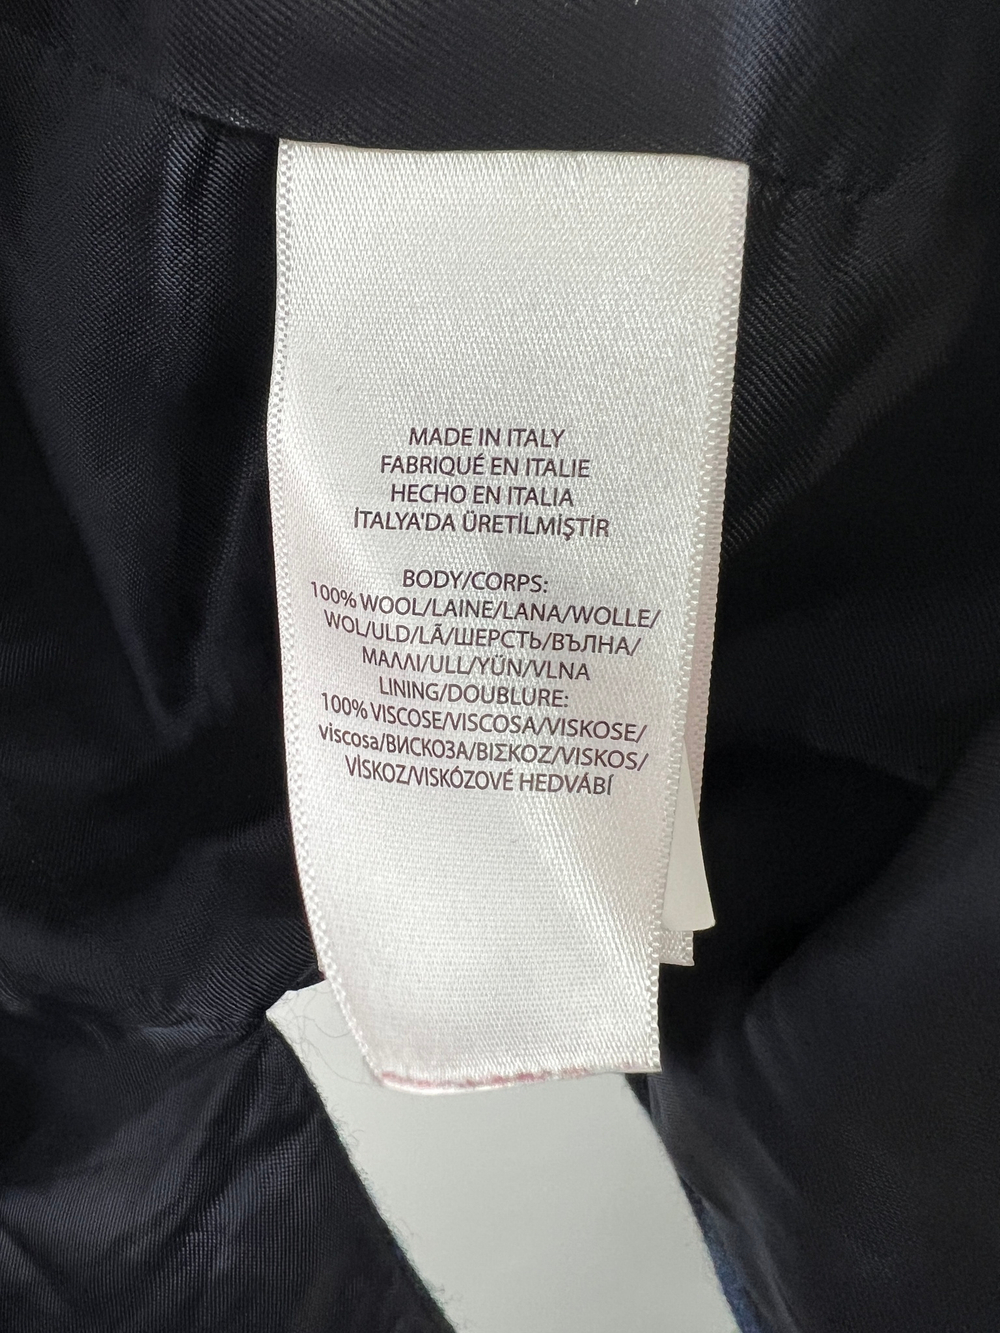 MADE IN ITALY
FABRIQUÉ EN ITALIE
HECHO EN ITALIA
İTALYA'DA ÜRETİLMİŞTİR
BODY/CORPS:
100% WOOL/LAINE/LANA/WOLLE/
WOL/ULD/LÃ/ШЕРСТЬ/ВЪЛНА/
ΜΑΛΛΙ/ULL/YÜN/VLNA
LINING/DOUBLURE:
100% VISCOSE/VISCOSA/VISKOSE/
viscosa/ВИСКОЗА/ΒΙΣΚΟΖ/VISKOS/
VİSKOZ/VISKÓZOVÉ HEDVÁBÍ